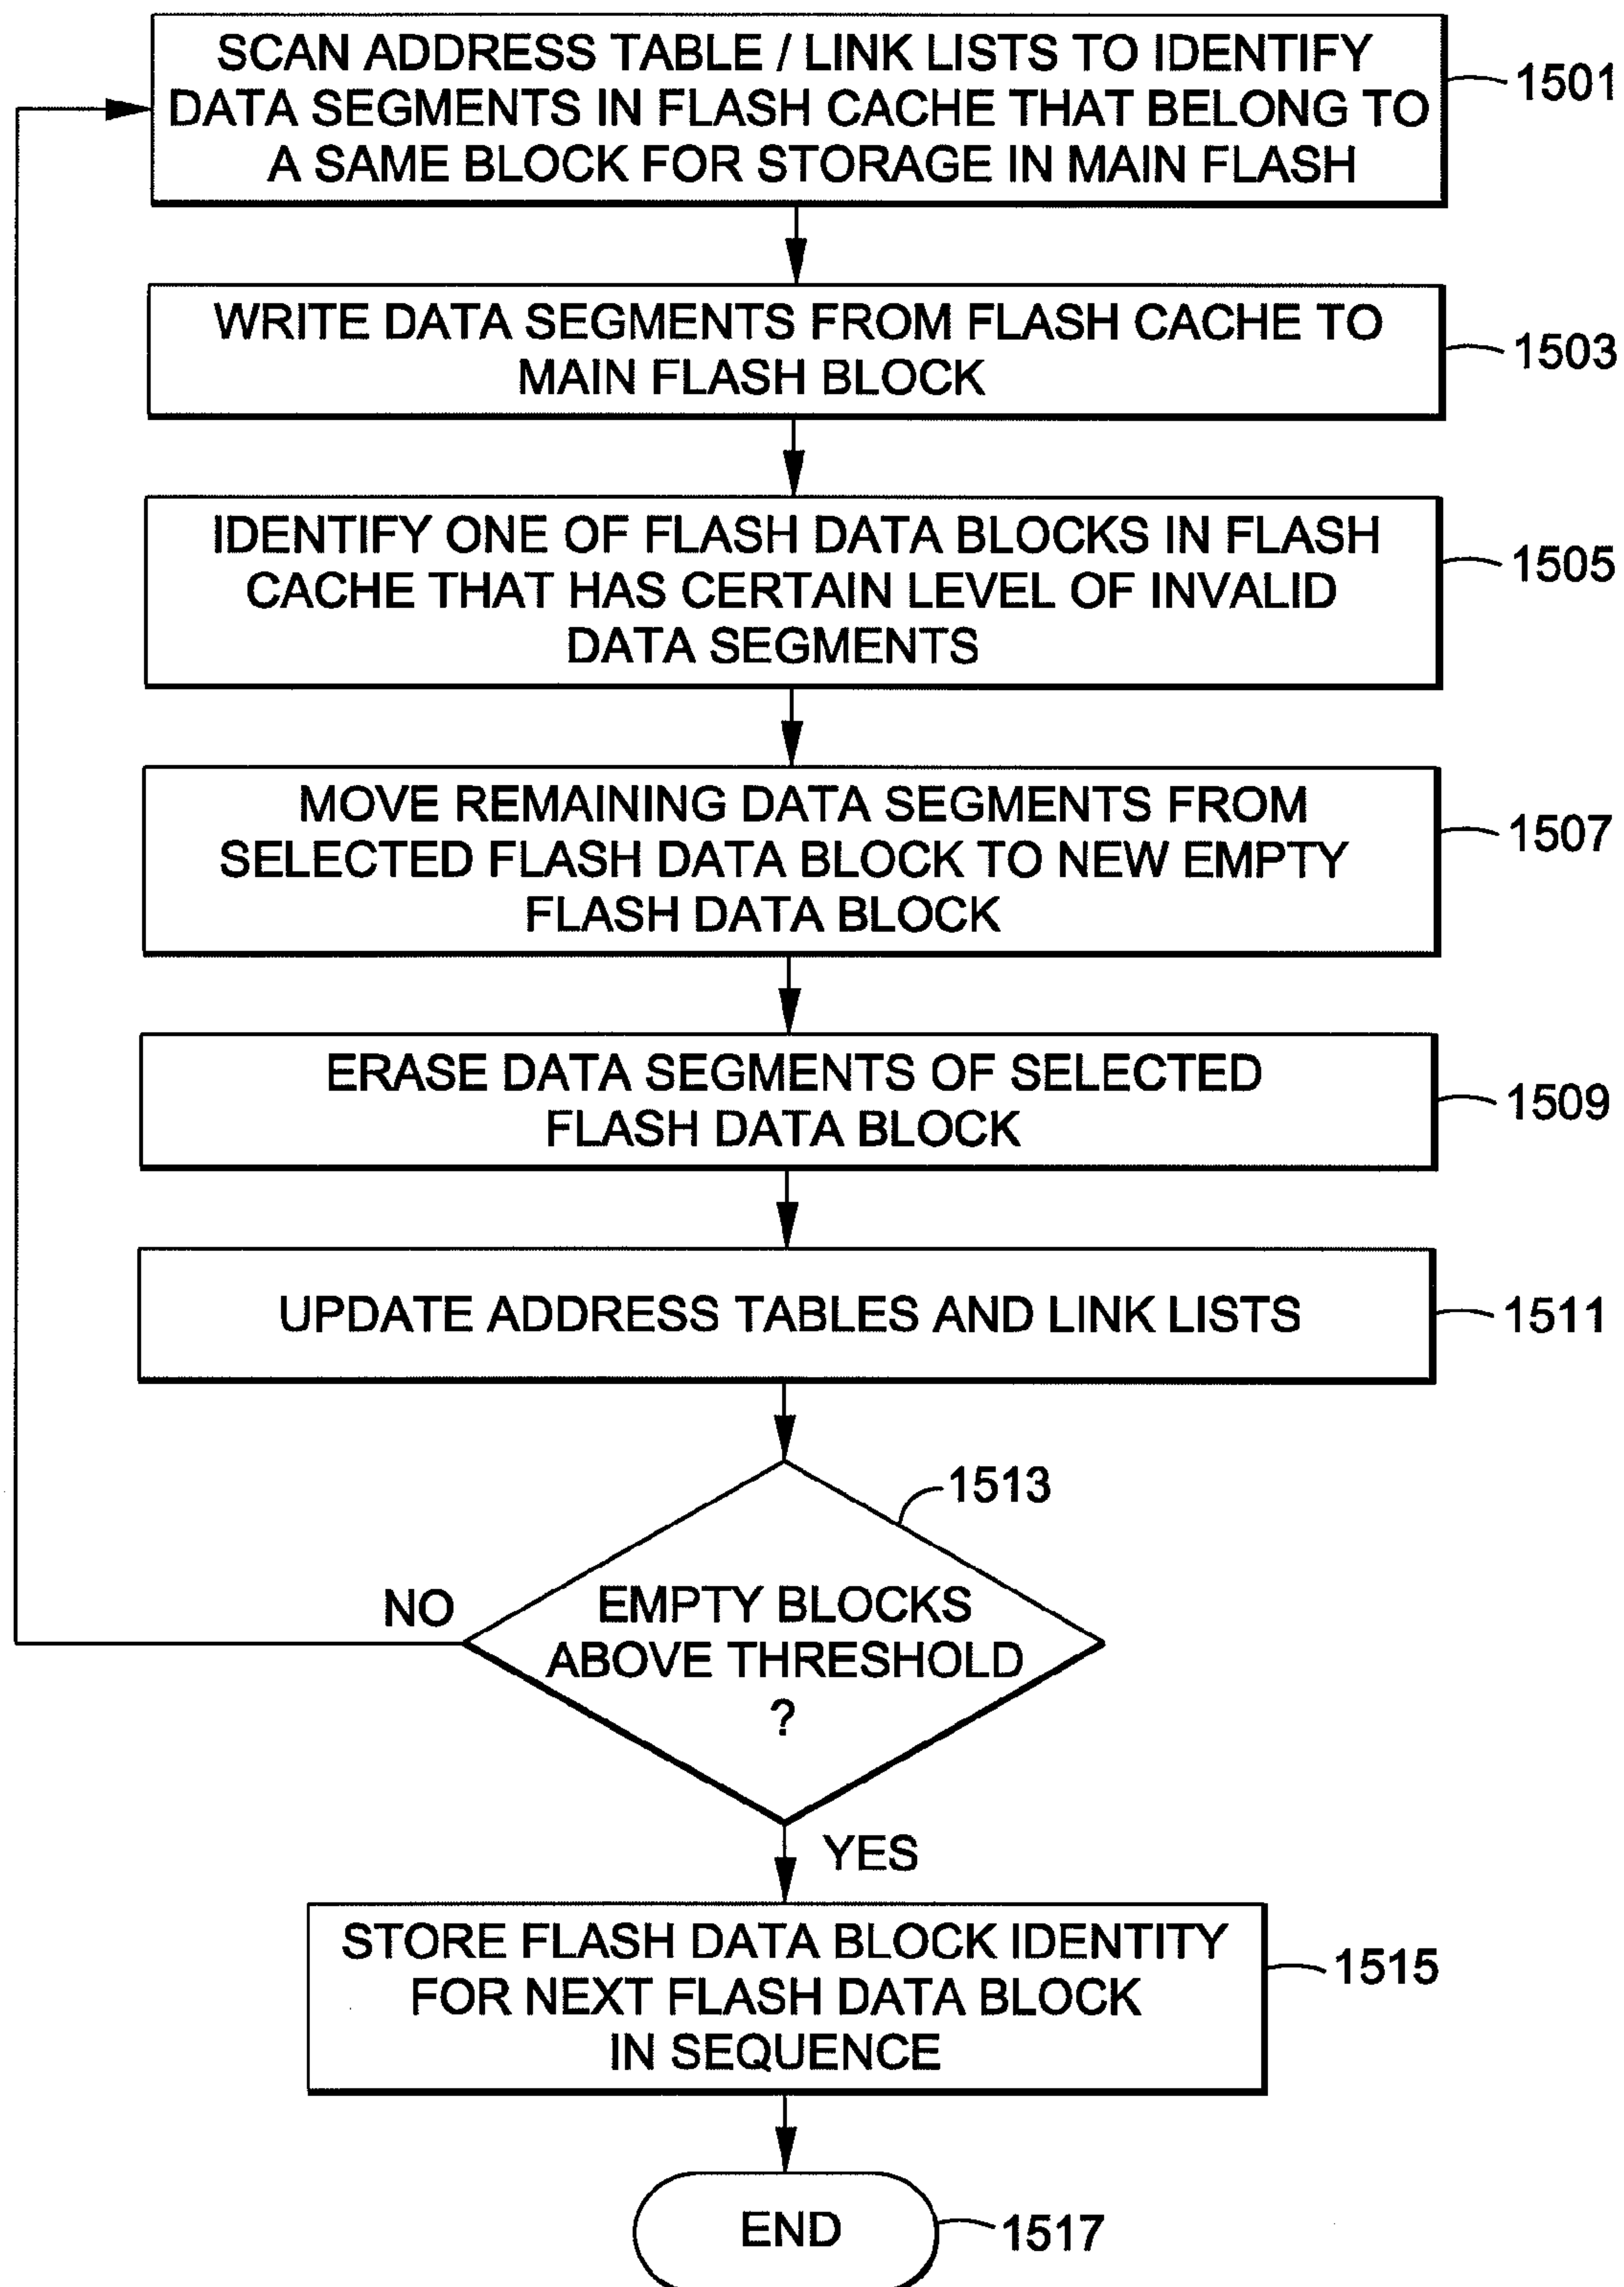 SCAN ADDRESS TABLE / LINK LISTS TO IDENTIFY
DATA SEGMENTS IN FLASH CACHE THAT BELONG TO
A SAME BLOCK FOR STORAGE IN MAIN FLASH
1501
WRITE DATA SEGMENTS FROM FLASH CACHE TO
MAIN FLASH BLOCK
1503
IDENTIFY ONE OF FLASH DATA BLOCKS IN FLASH
CACHE THAT HAS CERTAIN LEVEL OF INVALID
DATA SEGMENTS
1505
MOVE REMAINING DATA SEGMENTS FROM
SELECTED FLASH DATA BLOCK TO NEW EMPTY
FLASH DATA BLOCK
1507
ERASE DATA SEGMENTS OF SELECTED
FLASH DATA BLOCK
1509
UPDATE ADDRESS TABLES AND LINK LISTS
1511
1513
NO
EMPTY BLOCKS
ABOVE THRESHOLD
?
YES
STORE FLASH DATA BLOCK IDENTITY
FOR NEXT FLASH DATA BLOCK
IN SEQUENCE
1515
END
1517